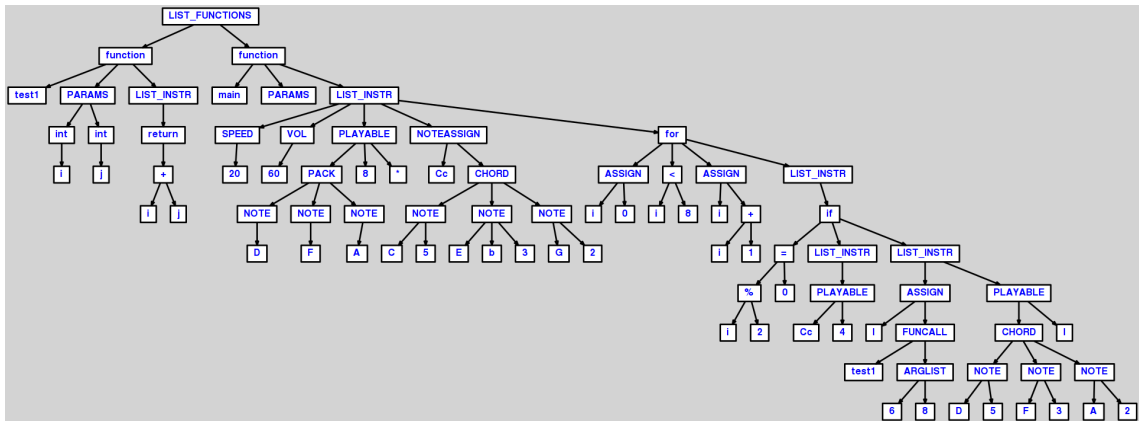 LIST_FUNCTIONS
function function
test1 PARAMS LIST_INSTR main PARAMS LIST_INSTR
int int return SPEED VOL PLAYABLE NOTEASSIGN for
i j + 20 60 PACK 8 * Cc CHORD ASSIGN < ASSIGN LIST_INSTR
i j NOTE NOTE NOTE NOTE NOTE NOTE i 0 i 8 i + if
D F A C 5 E b 3 G 2 i 1 = LIST_INSTR LIST_INSTR
% 0 PLAYABLE ASSIGN PLAYABLE
i 2 Cc 4 l FUNCALL CHORD l
test1 ARGLIST NOTE NOTE NOTE
6 8 D 5 F 3 A 2